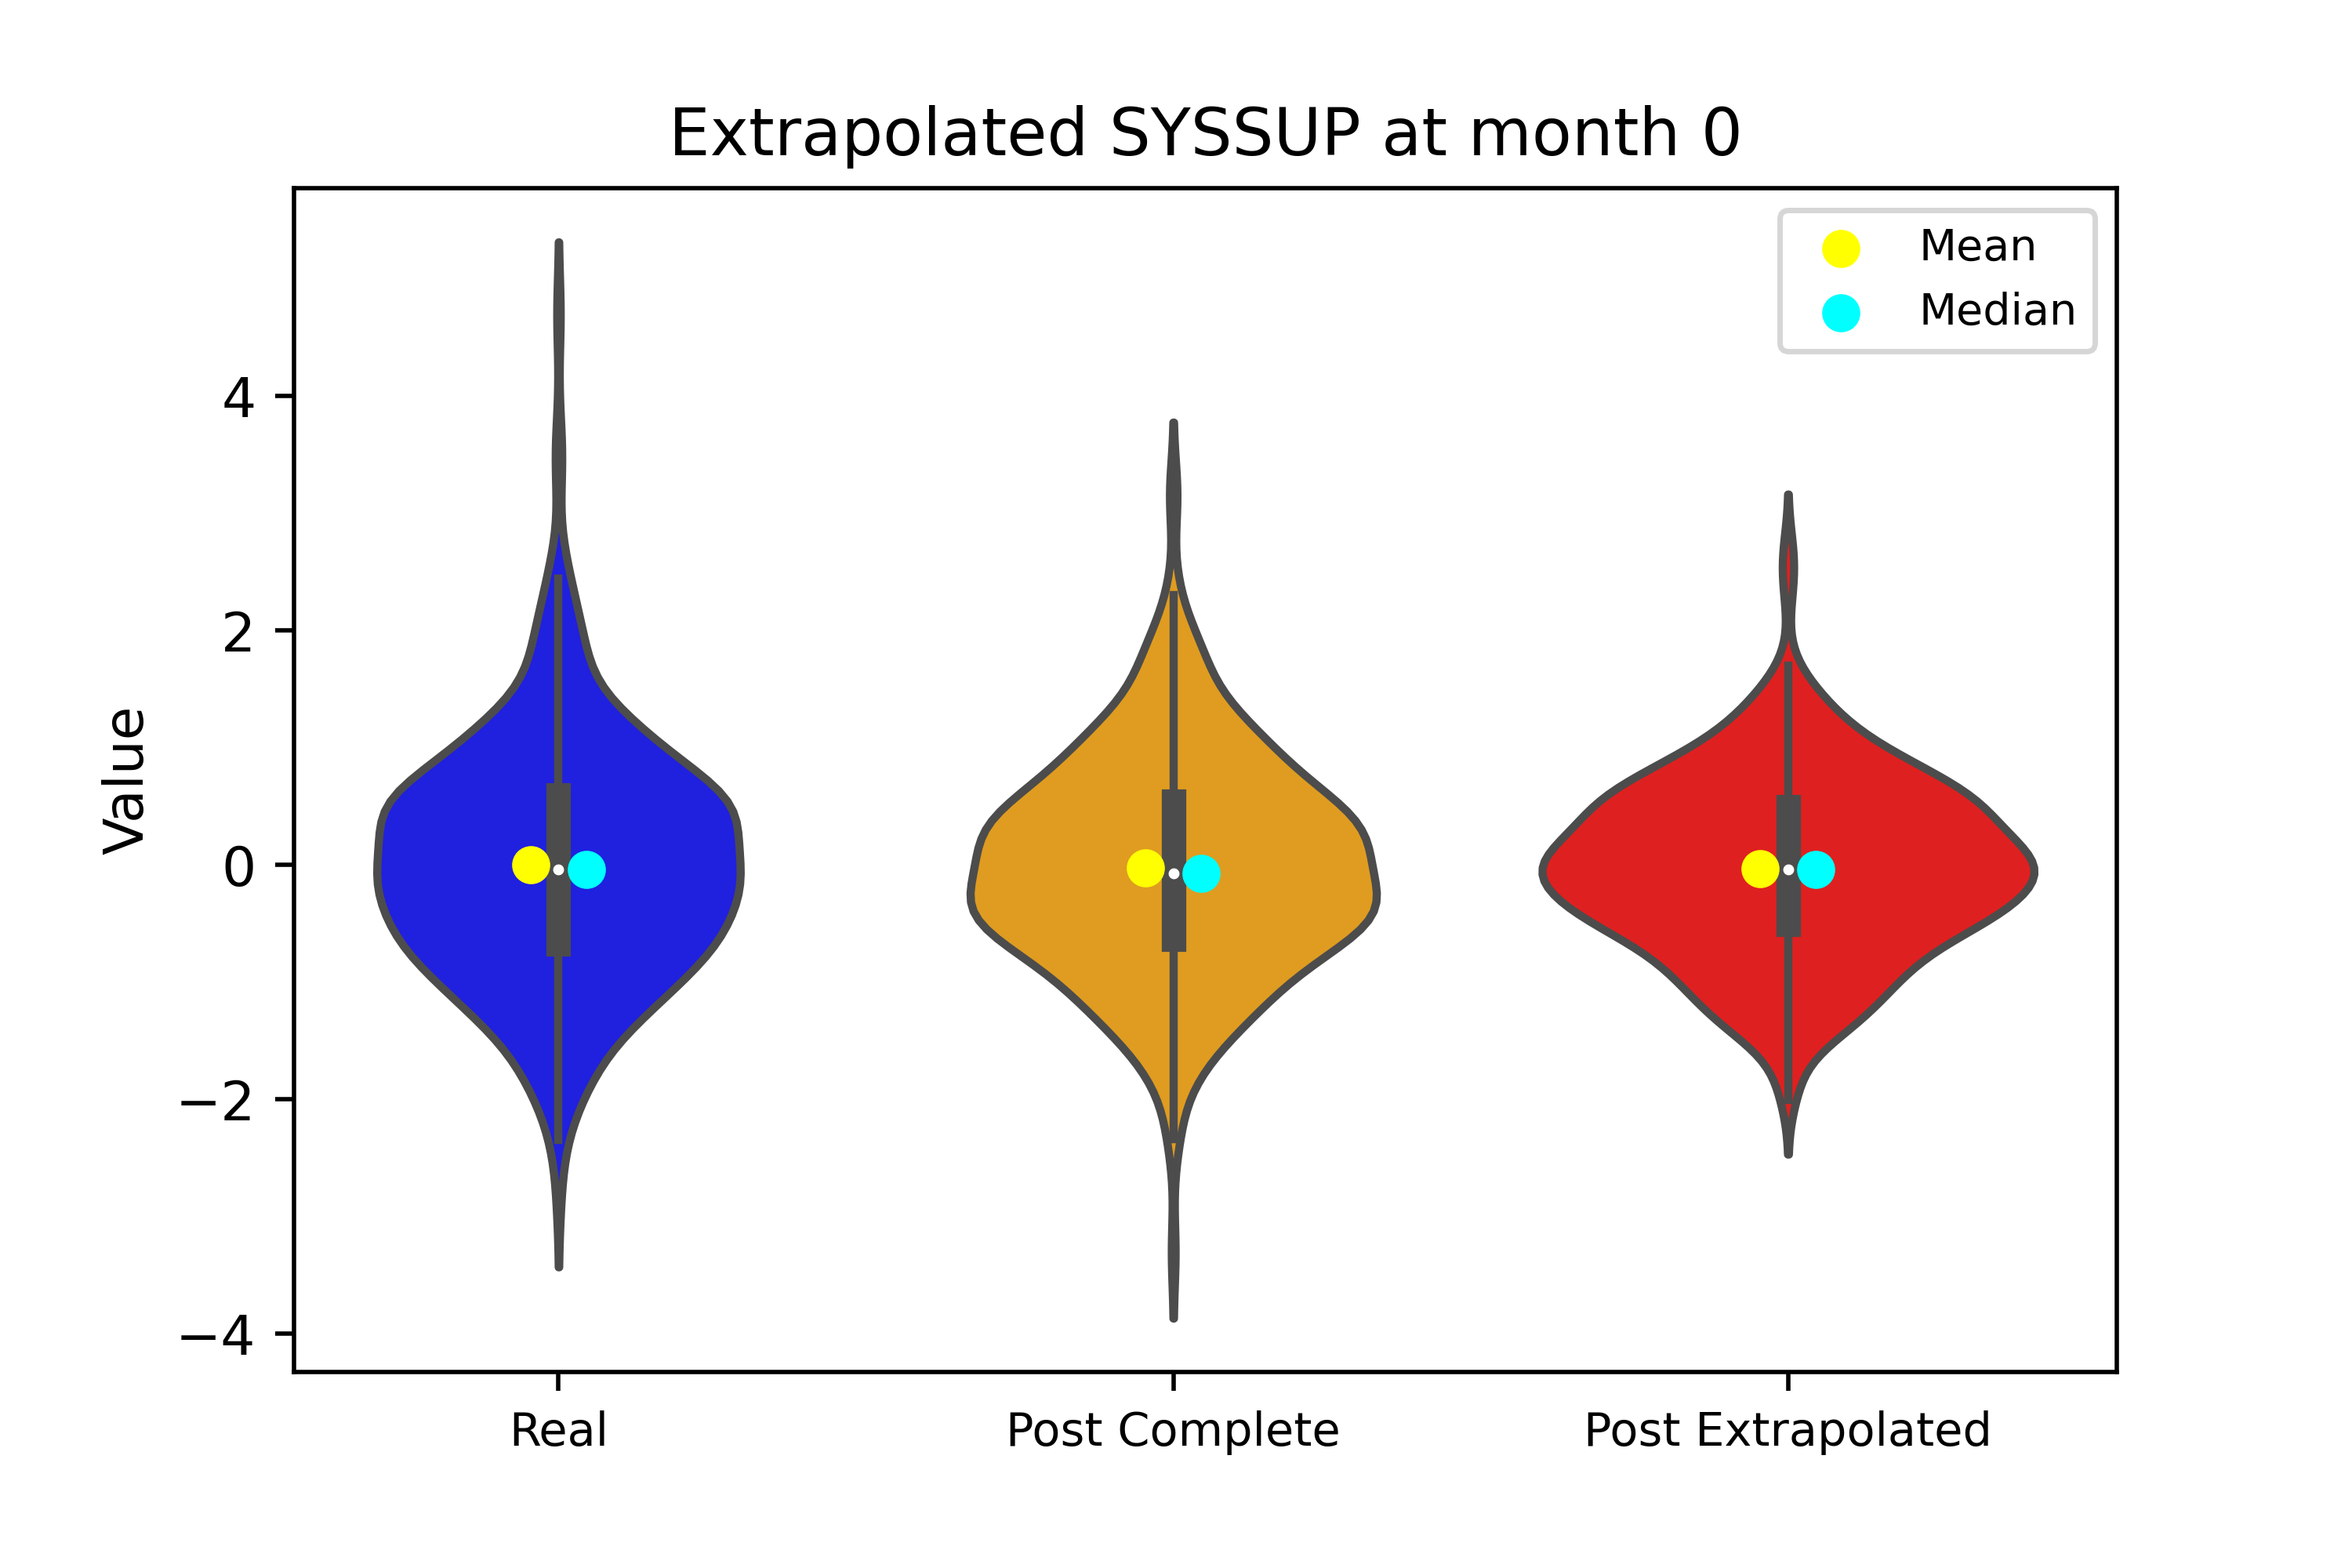 Extrapolated SYSSUP at month 0
Mean
Median
Value
4
2
0
−2
−4
Real
Post Complete
Post Extrapolated